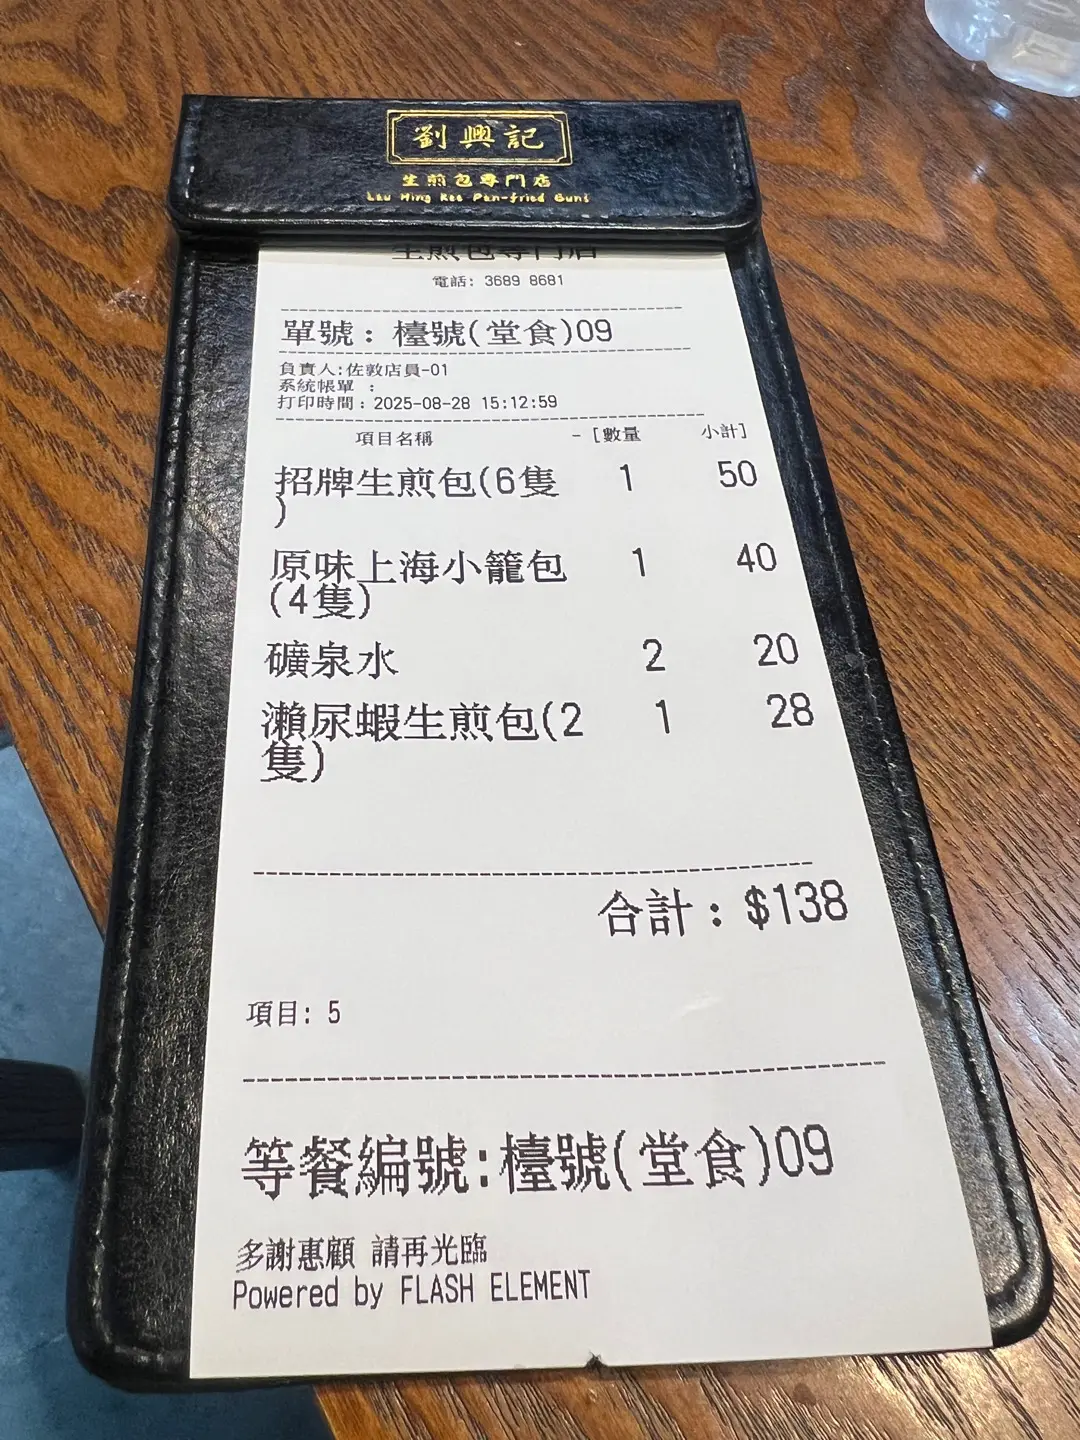 劉興記
生煎包專門店
Lau Hing Kee Pan-fried Buns
生煎包專門店
電話: 3689 8681
單號：檯號(堂食)09
負責人:佐敦店員-01
系統帳單 ：
打印時間：2025-08-28 15:12:59
項目名稱 - [數量 小計]
招牌生煎包(6隻 1 50
)
原味上海小籠包 1 40
(4隻)
礦泉水 2 20
瀨尿蝦生煎包(2 1 28
隻)
合計：$138
項目: 5
等餐編號:檯號(堂食)09
多謝惠顧 請再光臨
Powered by FLASH ELEMENT